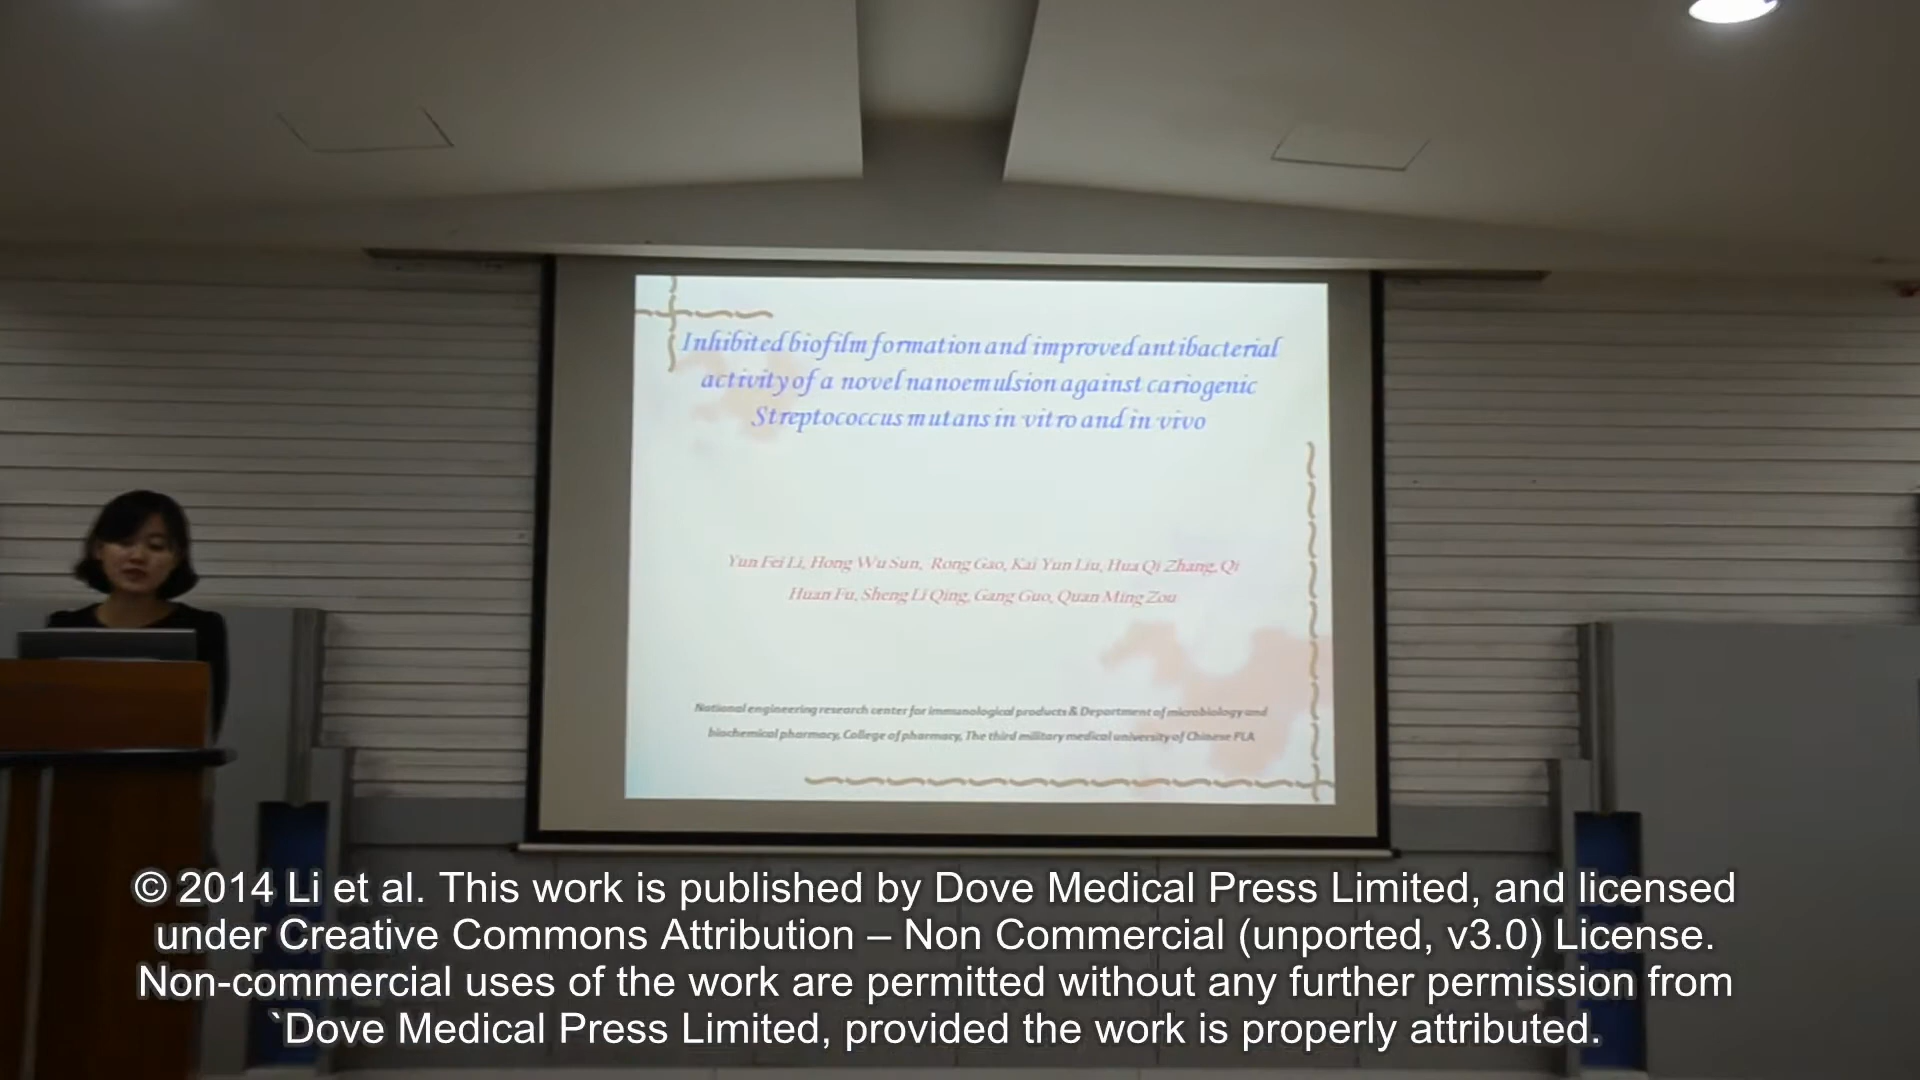 Inhibited biofilm formation and improved antibacterial
activity of a novel nanoemulsion against cariogenic
Streptococcus mutans in vitro and in vivo
Yun Fei Li, Hong Wu Sun, Rong Gao, Kai Yun Liu, Hua Qi Zhang, Qi
Huan Fu, Sheng Li Qing, Gang Guo, Quan Ming Zou
National engineering research center for immunological products & Department of microbiology and
biochemical pharmacy, College of pharmacy, The third military medical university of Chinese PLA
© 2014 Li et al. This work is published by Dove Medical Press Limited, and licensed
under Creative Commons Attribution – Non Commercial (unported, v3.0) License.
Non-commercial uses of the work are permitted without any further permission from
`Dove Medical Press Limited, provided the work is properly attributed.